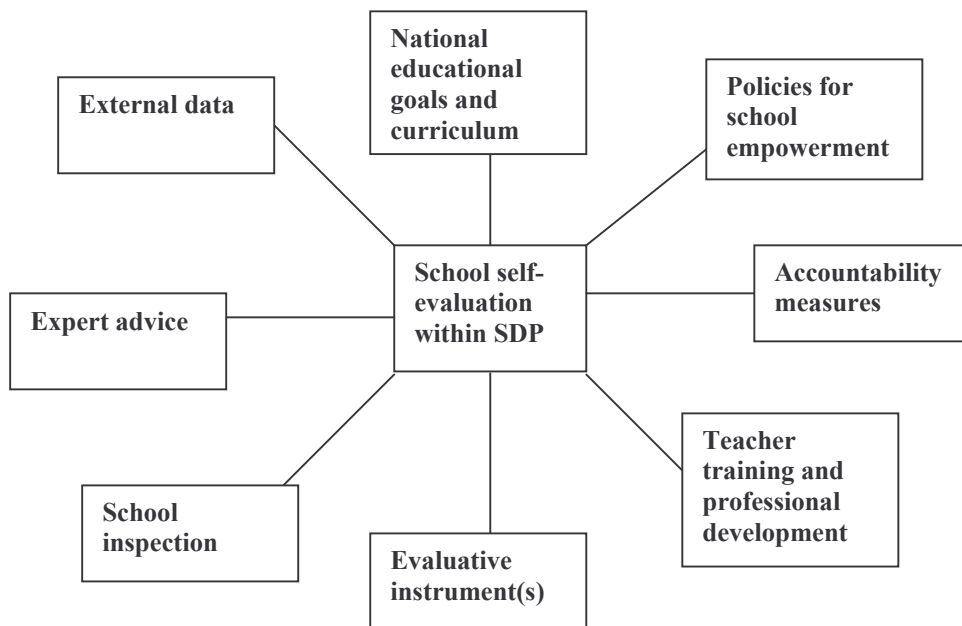 National
educational
goals and
curriculum
External data
Policies for
school
empowerment
School self-
evaluation
within SDP
Accountability
measures
Expert advice
Teacher
training and
professional
development
School
inspection
Evaluative
instrument(s)